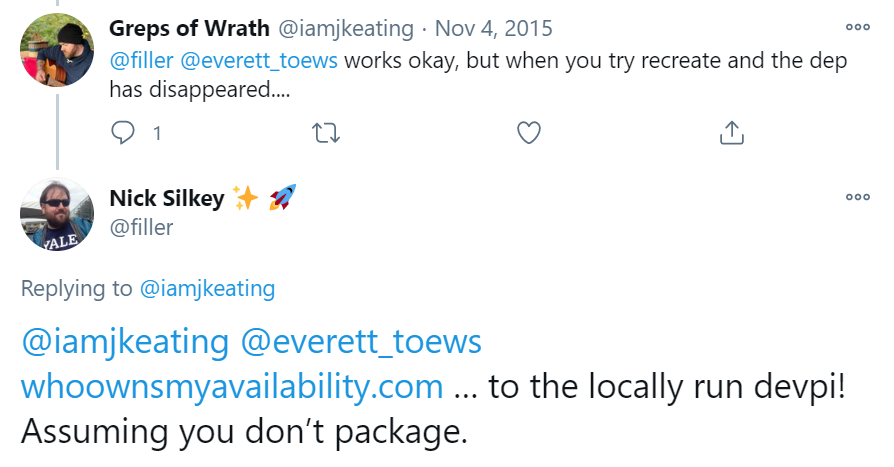 Greps of Wrath @iamjkeating · Nov 4, 2015
@filler @everett_toews works okay, but when you try recreate and the dep
has disappeared....
1
Nick Silkey ✨ 🚀
@filler
YALE
Replying to @iamjkeating
@iamjkeating @everett_toews
whoownsmyavailability.com ... to the locally run devpi!
Assuming you don’t package.